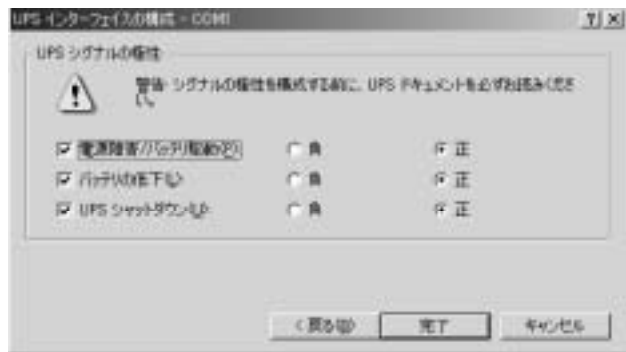 UPS インターフェイスの構成 - COM1
UPS シグナルの極性
警告: シグナルの極性を構成する前に、UPS ドキュメントを必ずお読みくださ
い。
電源障害/バッテリ駆動(P) 負 正
バッテリの低下(L) 負 正
UPS シャットダウン(U) 負 正
< 戻る(B) 完了 キャンセル